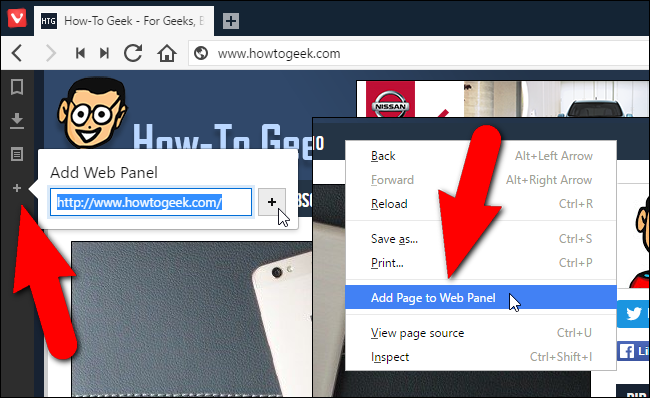 HTG How-To Geek - For Geeks, B
www.howtogeek.com
NISSAN
How-To Gee
Add Web Panel
http://www.howtogeek.com/
+
Back Alt+Left Arrow
Forward Alt+Right Arrow
Reload Ctrl+R
Save as... Ctrl+S
Print... Ctrl+P
Add Page to Web Panel
View page source Ctrl+U
Inspect Ctrl+Shift+I